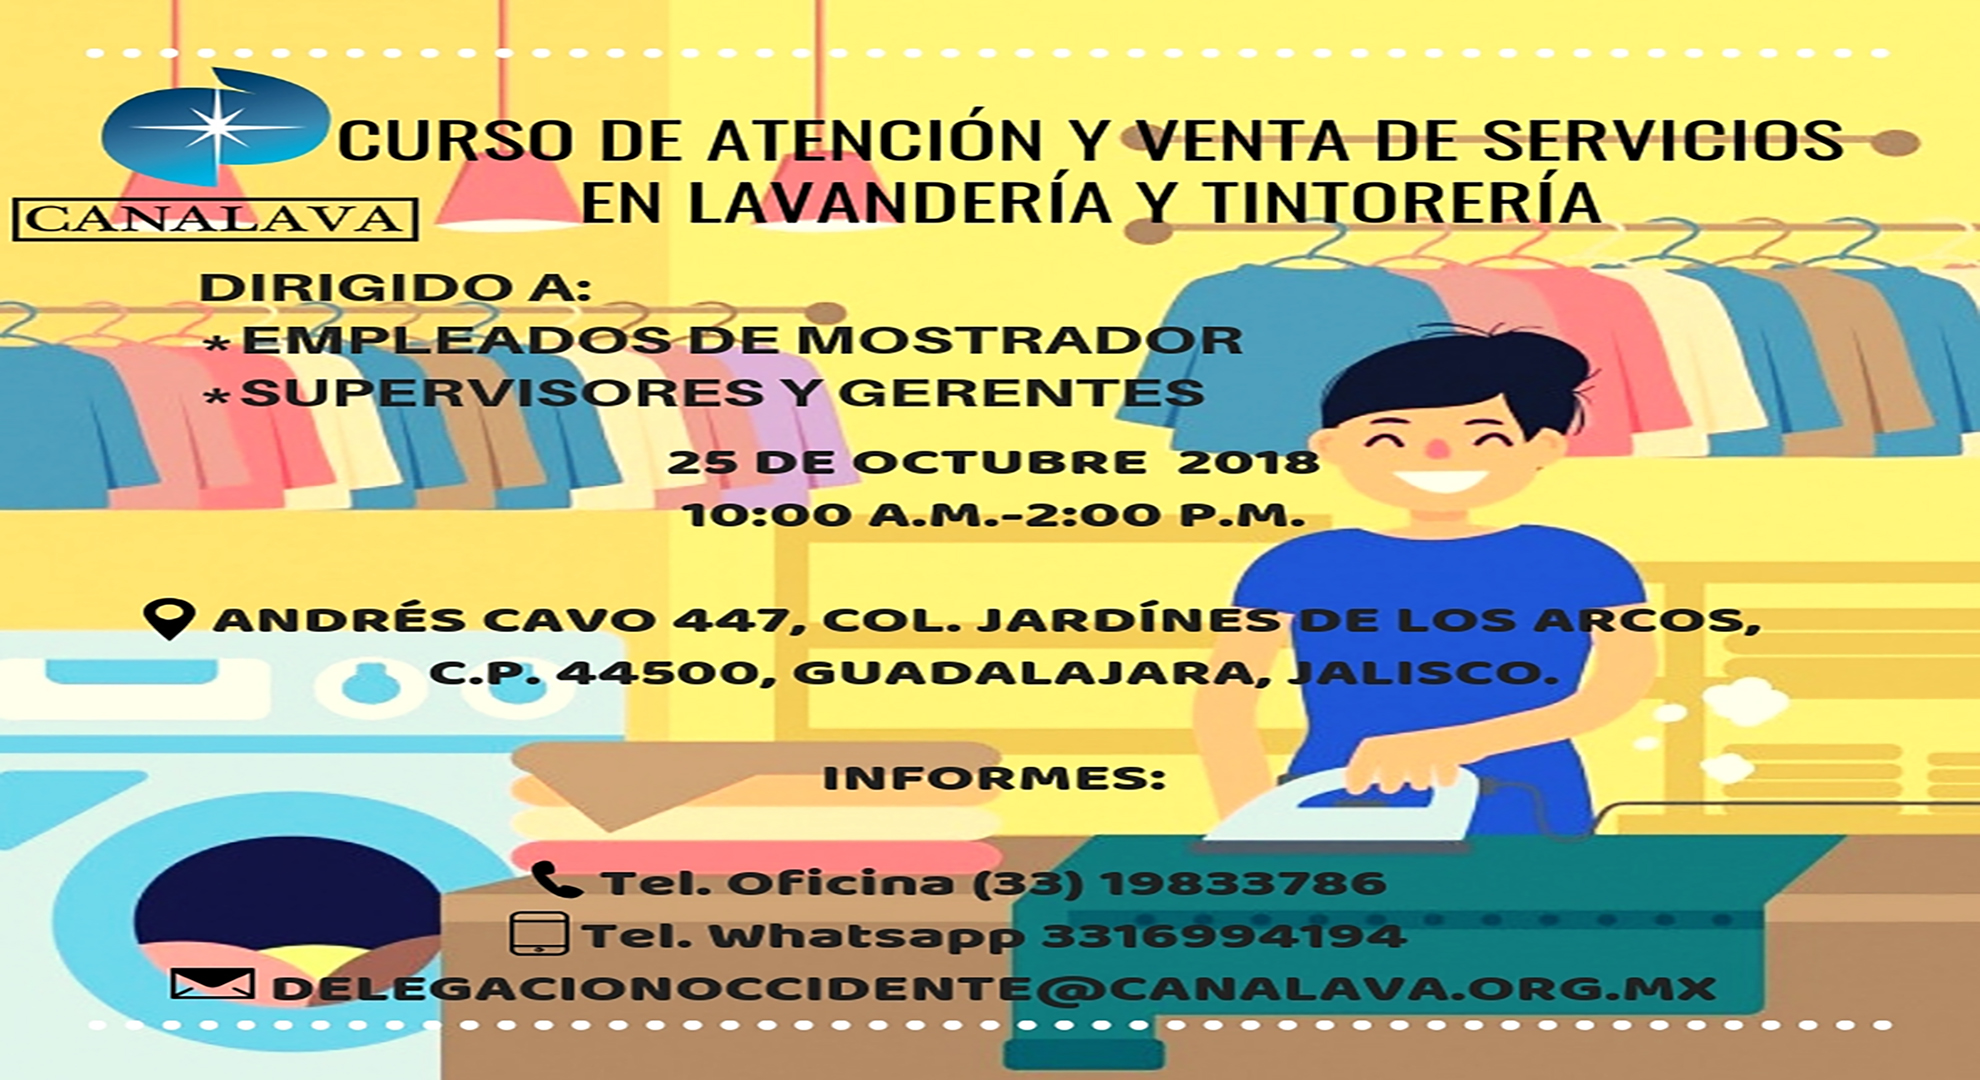 CANALAVA
CURSO DE ATENCIÓN Y VENTA DE SERVICIOS
EN LAVANDERÍA Y TINTORERÍA
DIRIGIDO A:
*EMPLEADOS DE MOSTRADOR
*SUPERVISORES Y GERENTES
25 DE OCTUBRE 2018
10:00 A.M.-2:00 P.M.
ANDRÉS CAVO 447, COL. JARDÍNES DE LOS ARCOS,
C.P. 44500, GUADALAJARA, JALISCO.
INFORMES:
Tel. Oficina (33) 19833786
Tel. Whatsapp 3316994194
DELEGACIONOCCIDENTE@CANALAVA.ORG.MX